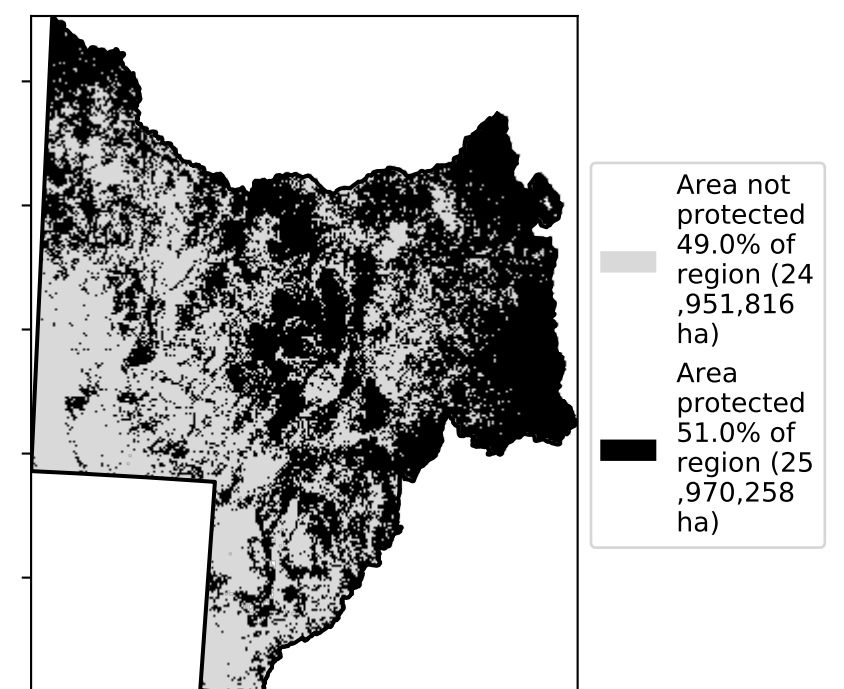 Area not
protected
49.0% of
region (24
,951,816
ha)
Area
protected
51.0% of
region (25
,970,258
ha)